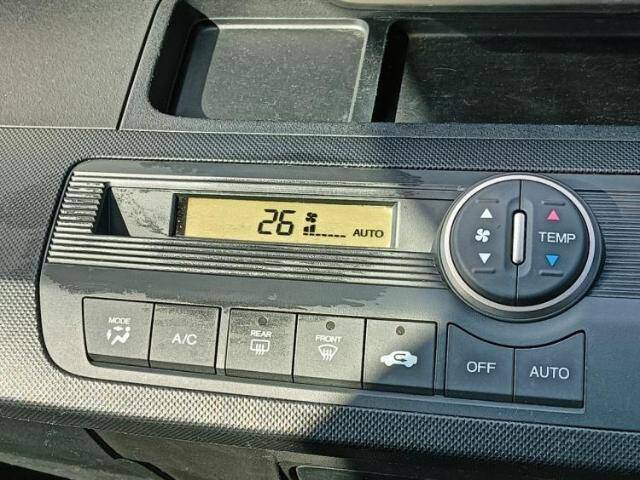 26 AUTO
TEMP
MODE
A/C
REAR
FRONT
OFF
AUTO